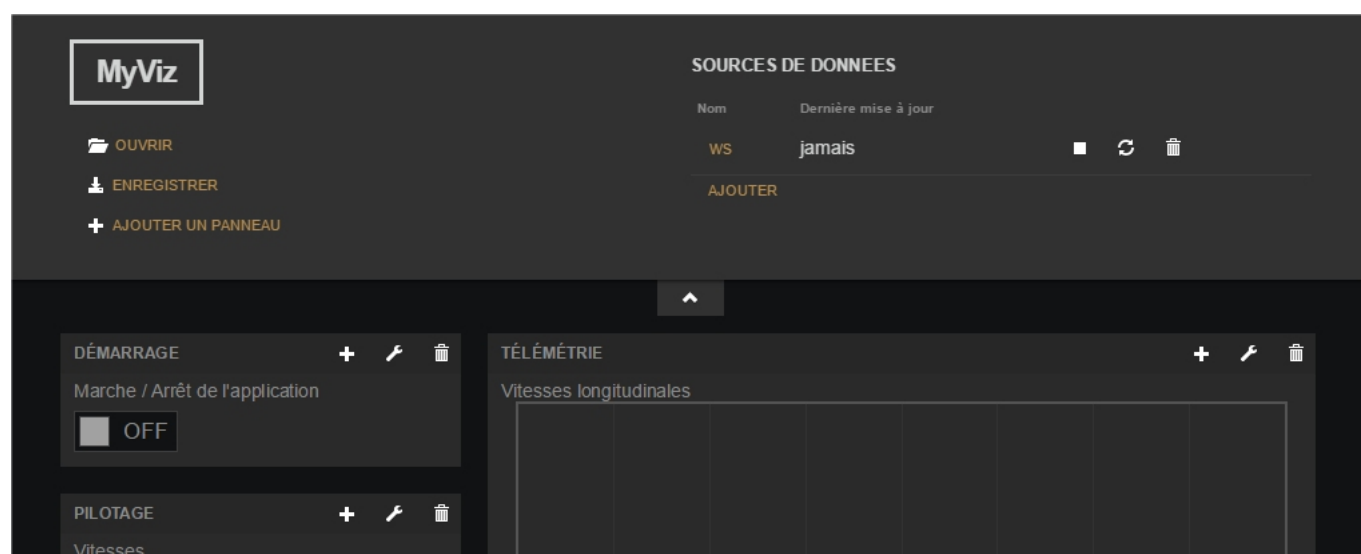 MyViz
OUVRIR
ENREGISTRER
AJOUTER UN PANNEAU
SOURCES DE DONNEES
Nom Dernière mise à jour
WS jamais
AJOUTER
DÉMARRAGE
Marche / Arrêt de l'application
OFF
PILOTAGE
Vitesses
TÉLÉMÉTRIE
Vitesses longitudinales